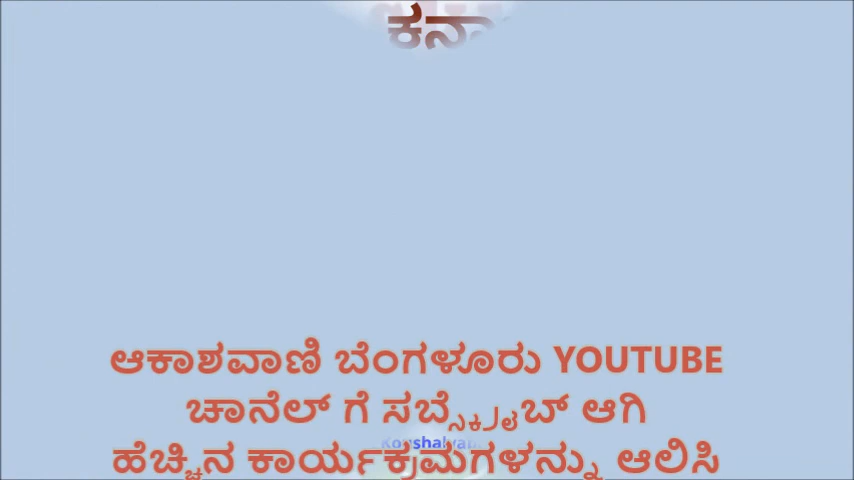 ಆಕಾಶವಾಣಿ ಬೆಂಗಳೂರು YOUTUBE
ಚಾನೆಲ್ ಗೆ ಸಬ್ಸ್ಕ್ರೈಬ್ ಆಗಿ
ಹೆಚ್ಚಿನ ಕಾರ್ಯಕ್ರಮಗಳನ್ನು ಆಲಿಸಿ